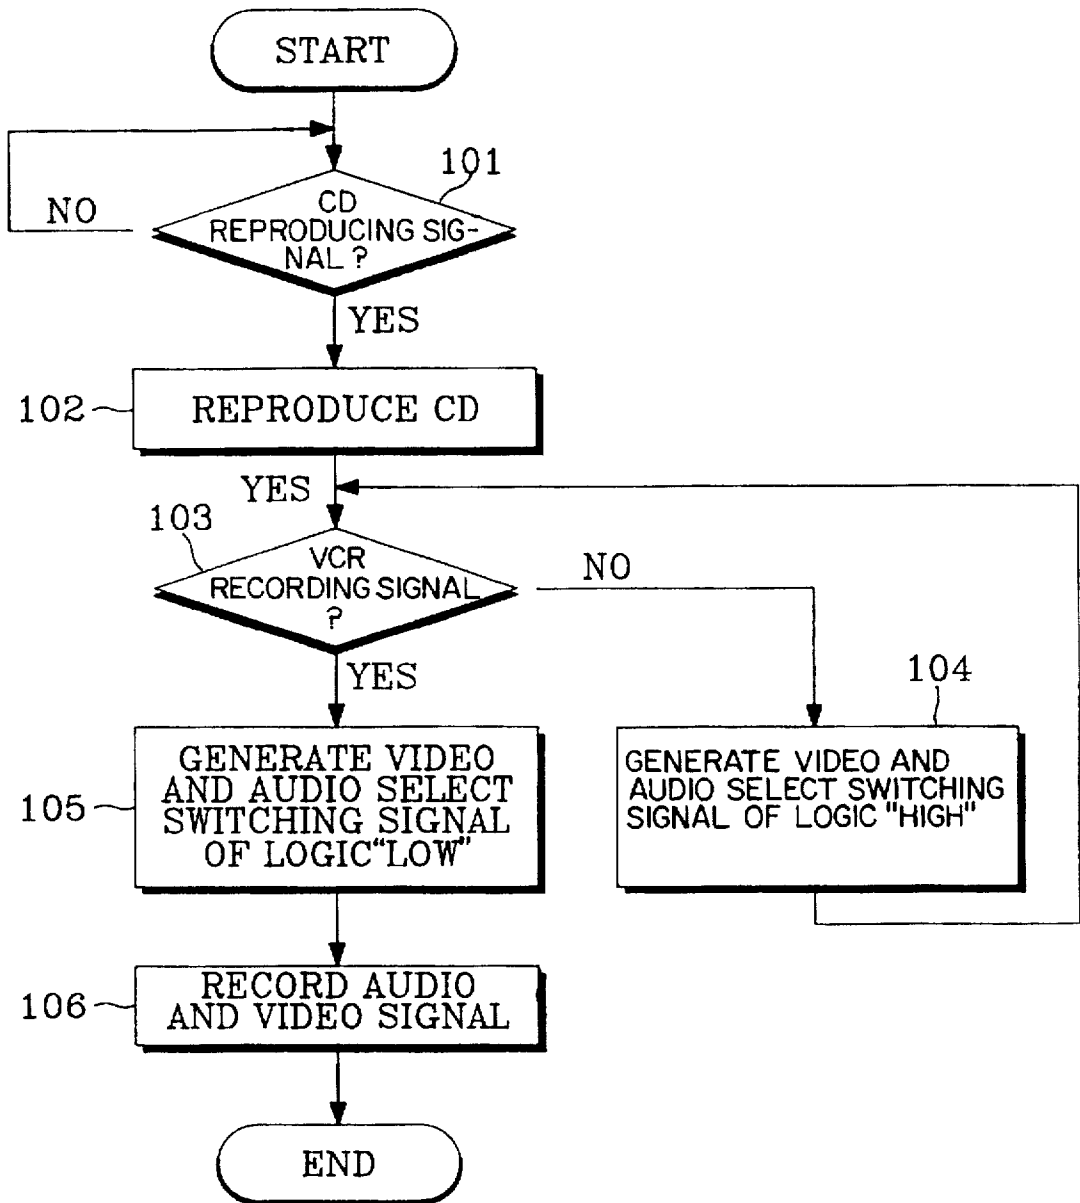 START
101
CD
REPRODUCING SIG-
NAL?
NO
YES
102
REPRODUCE CD
YES
103
VCR
RECORDING SIGNAL
?
NO
YES
104
GENERATE VIDEO AND
AUDIO SELECT SWITCHING
SIGNAL OF LOGIC "HIGH"
105
GENERATE VIDEO
AND AUDIO SELECT
SWITCHING SIGNAL
OF LOGIC "LOW"
106
RECORD AUDIO
AND VIDEO SIGNAL
END